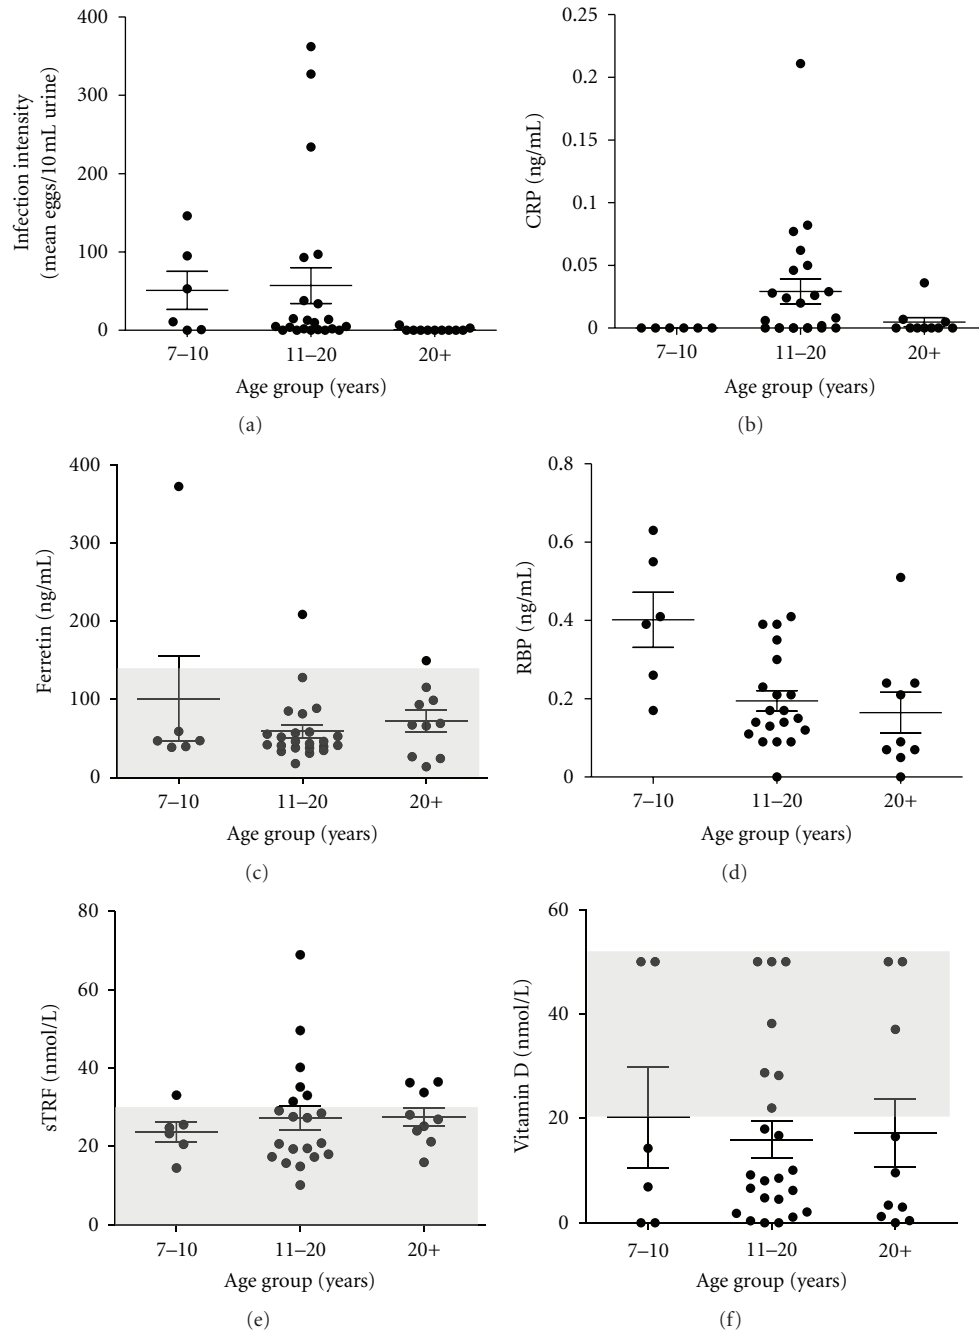 400
300
200
100
0
Infection intensity
(mean eggs/10 mL urine)
7–10
11–20
20+
Age group (years)
(a)
0.25
0.2
0.15
0.1
0.05
0
CRP (ng/mL)
7–10
11–20
20+
Age group (years)
(b)
400
300
200
100
0
Ferretin (ng/mL)
7–10
11–20
20+
Age group (years)
(c)
0.8
0.6
0.4
0.2
0
RBP (ng/mL)
7–10
11–20
20+
Age group (years)
(d)
80
60
40
20
0
sTRF (nmol/L)
7–10
11–20
20+
Age group (years)
(e)
60
40
20
0
Vitamin D (nmol/L)
7–10
11–20
20+
Age group (years)
(f)